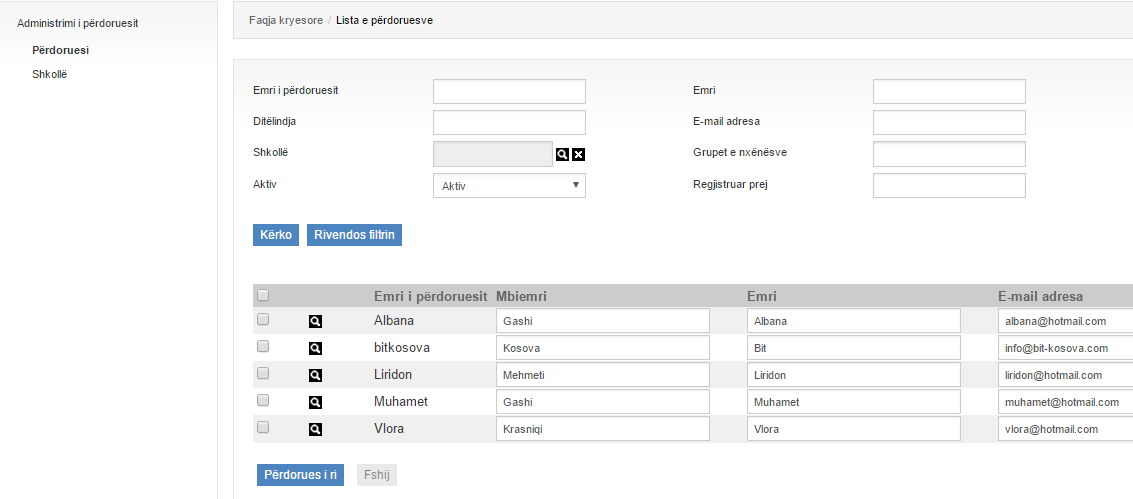 Administrimi i përdoruesit
Përdoruesi
Shkollë
Faqja kryesore / Lista e përdoruesve
Emri i përdoruesit Emri
Ditëlindja E-mail adresa
Shkollë Grupet e nxënësve
Aktiv Aktiv Regjistruar prej
Kërko Rivendos filtrin
Emri i përdoruesit Mbiemri Emri E-mail adresa
Albana Gashi Albana albana@hotmail.com
bitkosova Kosova Bit info@bit-kosova.com
Liridon Mehmeti Liridon liridon@hotmail.com
Muhamet Gashi Muhamet muhamet@hotmail.com
Vlora Krasniqi Vlora vlora@hotmail.com
Përdorues i ri Fshij